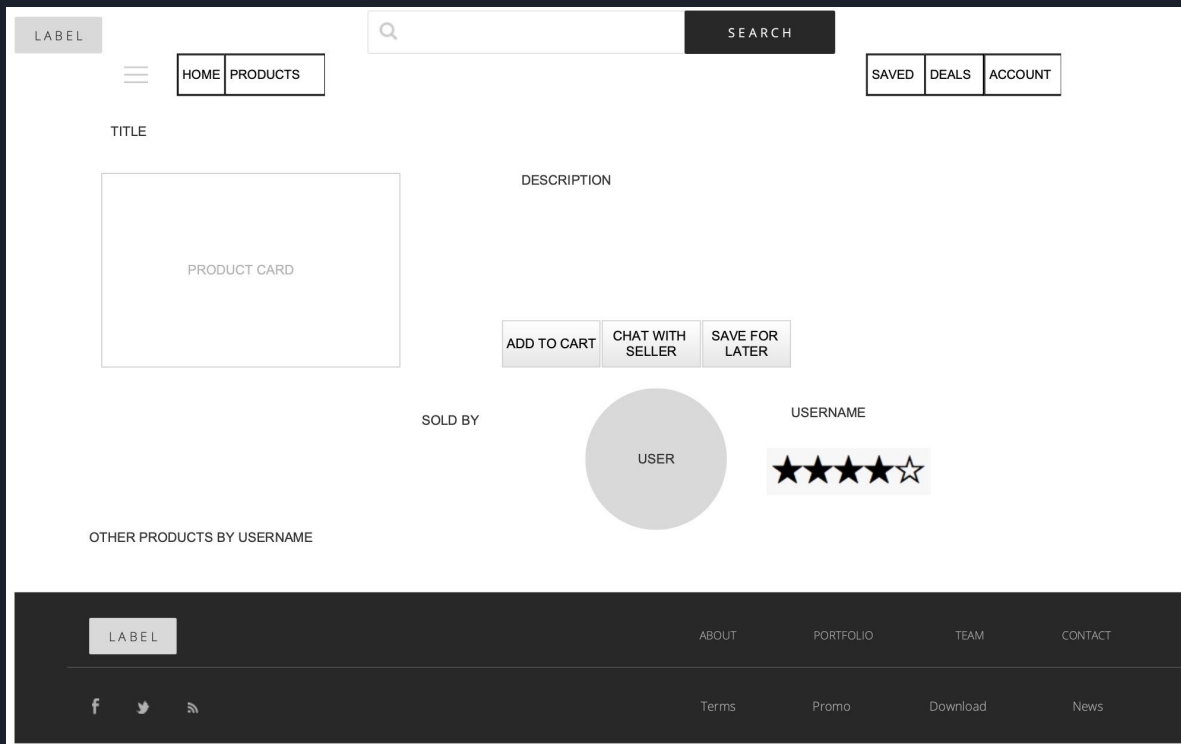 LABEL
SEARCH
HOME PRODUCTS
SAVED DEALS ACCOUNT
TITLE
DESCRIPTION
PRODUCT CARD
ADD TO CART
CHAT WITH
SELLER
SAVE FOR
LATER
SOLD BY
USER
USERNAME
OTHER PRODUCTS BY USERNAME
LABEL
ABOUT PORTFOLIO TEAM CONTACT
Terms Promo Download News